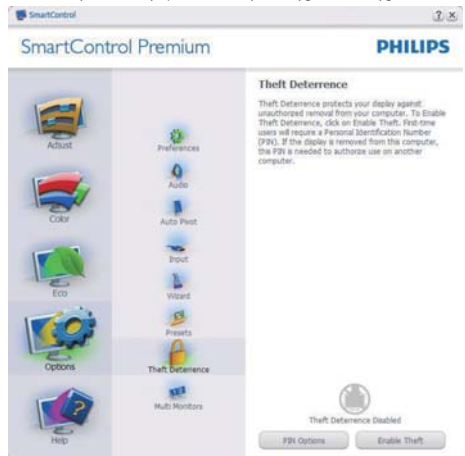 SmartControl
SmartControl Premium
PHILIPS
Adjust
Color
Eco
Options
Help
Preferences
Audio
Auto Pivot
Input
Wizard
Presets
Theft Deterrence
Multi Monitors
Theft Deterrence
Theft Deterrence protects your display against
unauthorized removal from your computer. To Enable
Theft Deterrence, click on Enable Theft. First-time
users will require a Personal Identification Number
(PIN). If the display is removed from this computer,
this PIN is needed to authorize use on another
computer.
Theft Deterrence Disabled
PIN Options
Enable Theft